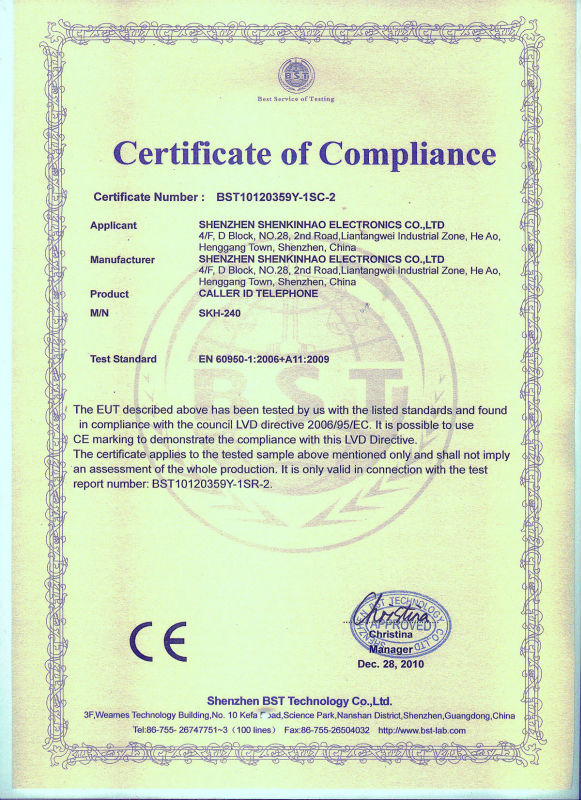 BST
Best Service of Testing
Certificate of Compliance
Certificate Number : BST10120359Y-1SC-2
Applicant SHENZHEN SHENKINHAO ELECTRONICS CO.,LTD
4/F, D Block, NO.28, 2nd Road,Liantangwei Industrial Zone, He Ao,
Henggang Town, Shenzhen, China
Manufacturer SHENZHEN SHENKINHAO ELECTRONICS CO.,LTD
4/F, D Block, NO.28, 2nd Road,Liantangwei Industrial Zone, He Ao,
Henggang Town, Shenzhen, China
Product CALLER ID TELEPHONE
M/N SKH-240
Test Standard EN 60950-1:2006+A11:2009
BST
The EUT described above has been tested by us with the listed standards and found
in compliance with the council LVD directive 2006/95/EC. It is possible to use
CE marking to demonstrate the compliance with this LVD Directive.
The certificate applies to the tested sample above mentioned only and shall not imply
an assessment of the whole production. It is only valid in connection with the test
report number: BST10120359Y-1SR-2.
SHENZHEN BST TECHNOLOGY CO.,LTD
APPROVED
Christina
CE
Christina
Manager
Dec. 28, 2010
Shenzhen BST Technology Co.,Ltd.
3F,Weames Technology Building,No. 10 Kefa Road,Science Park,Nanshan District,Shenzhen,Guangdong,China
Tel:86-755- 26747751~3（100 lines） Fax:86-755-26504032 http://www.bst-lab.com